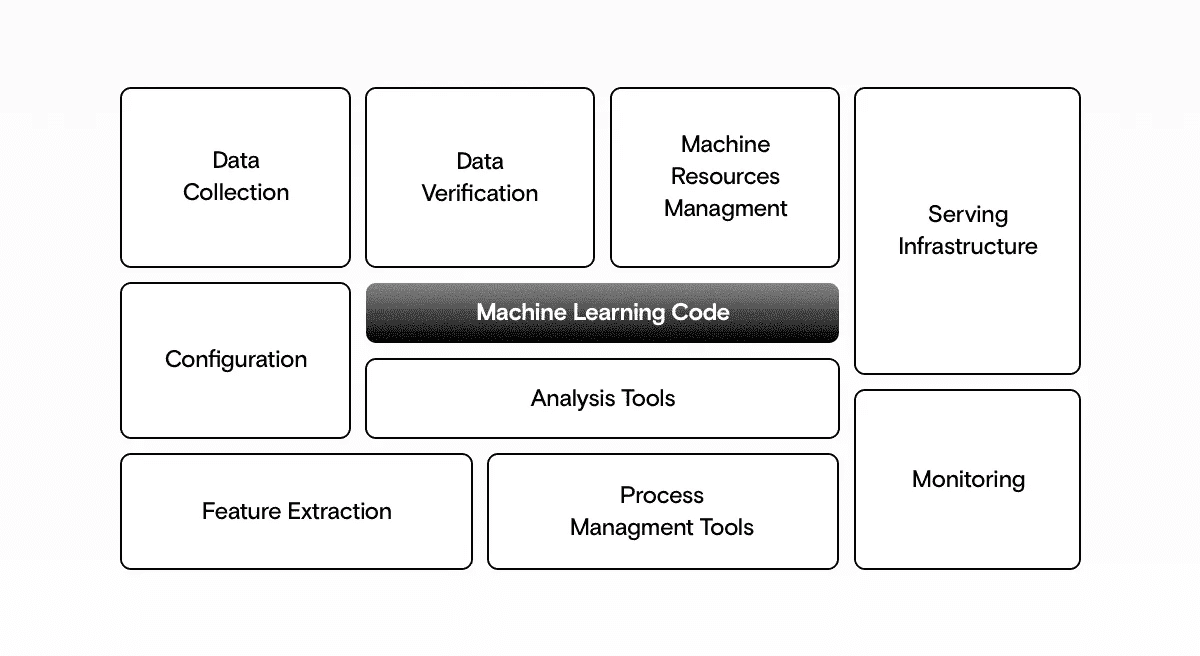 Data
Collection
Data
Verification
Machine
Resources
Managment
Serving
Infrastructure
Configuration
Machine Learning Code
Analysis Tools
Feature Extraction
Process
Managment Tools
Monitoring